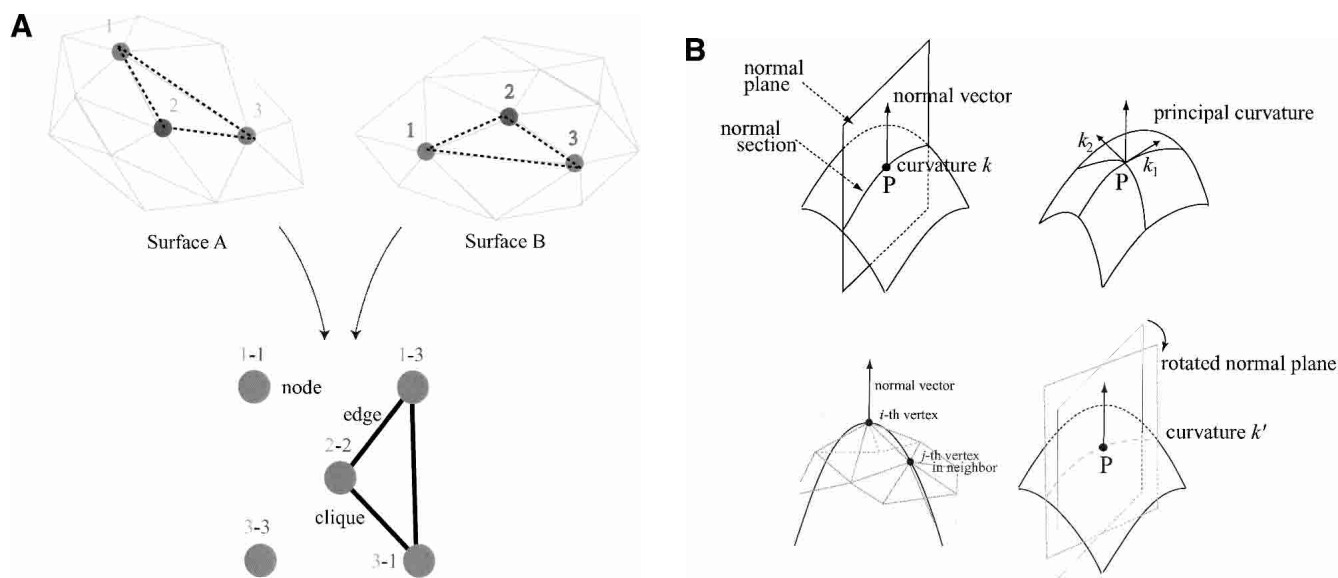 A
1
2
3
1
2
3
Surface A
Surface B
1-1
1-3
node
edge
2-2
clique
3-3
3-1
B
normal
plane
normal vector
normal
section
curvature k
P
principal curvature
k2
k1
P
normal vector
i-th vertex
j-th vertex
in neighbor
rotated normal plane
curvature k'
P